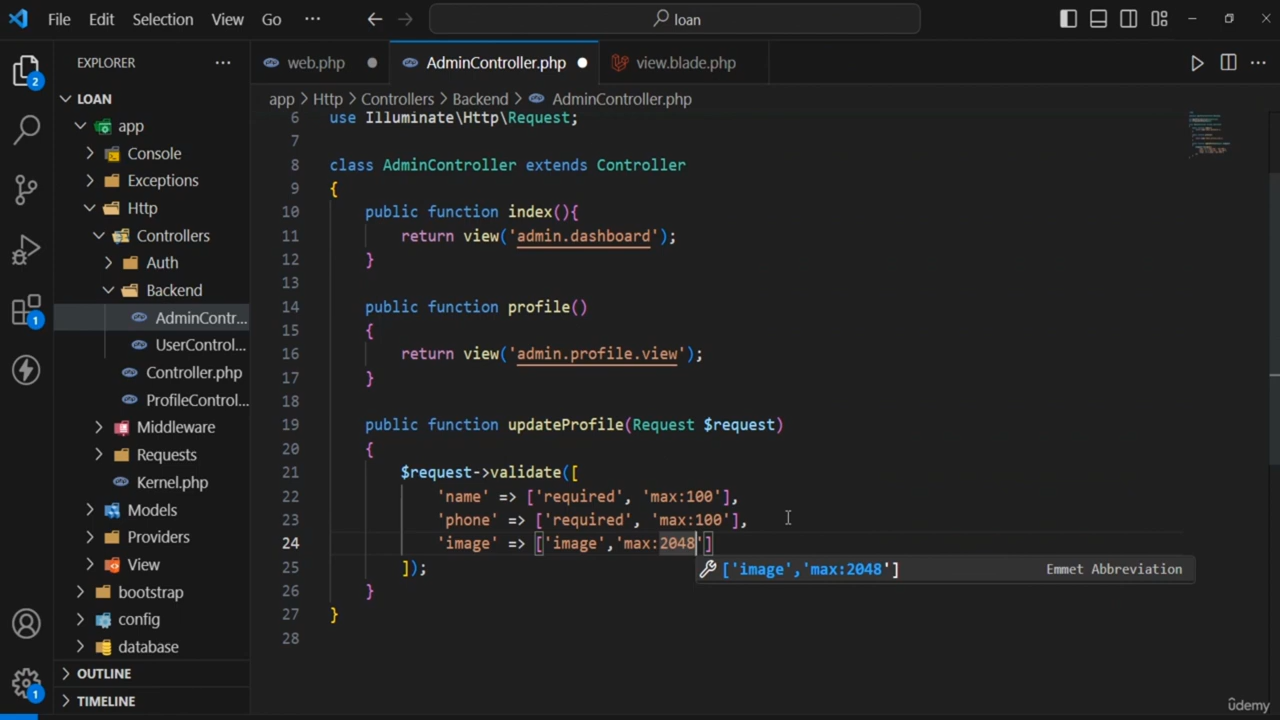 File Edit Selection View Go ··· loan
EXPLORER ···
web.php AdminController.php view.blade.php
LOAN
app > Http > Controllers > Backend > AdminController.php
app
Console
Exceptions
Http
Controllers
Auth
Backend
AdminContr...
UserControl...
Controller.php
ProfileControl...
Middleware
Requests
Kernel.php
Models
Providers
View
bootstrap
config
database
OUTLINE
TIMELINE
2
1
1
6 use Illuminate\Http\Request;
7
8 class AdminController extends Controller
9 {
10 public function index(){
11 return view('admin.dashboard');
12 }
13
14 public function profile()
15 {
16 return view('admin.profile.view');
17 }
18
19 public function updateProfile(Request $request)
20 {
21 $request->validate([
22 'name' => ['required', 'max:100'],
23 'phone' => ['required', 'max:100'],
24 'image' => ['image','max:2048']
['image','max:2048'] Emmet Abbreviation
25 ]);
26 }
27 }
28
ûdemy